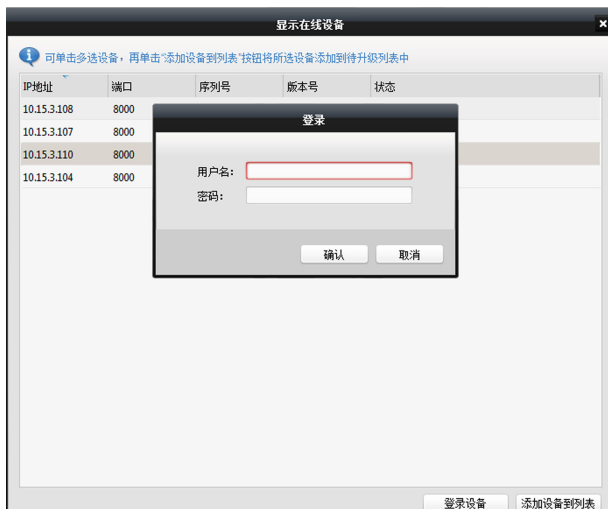 显示在线设备
可单击多选设备，再单击“添加设备到列表”按钮将所选设备添加到待升级列表中
IP地址 端口 序列号 版本号 状态
10.15.3.108 8000
10.15.3.107 8000
10.15.3.110 8000
10.15.3.104 8000
登录
用户名：
密码：
确认 取消
登录设备 添加设备到列表